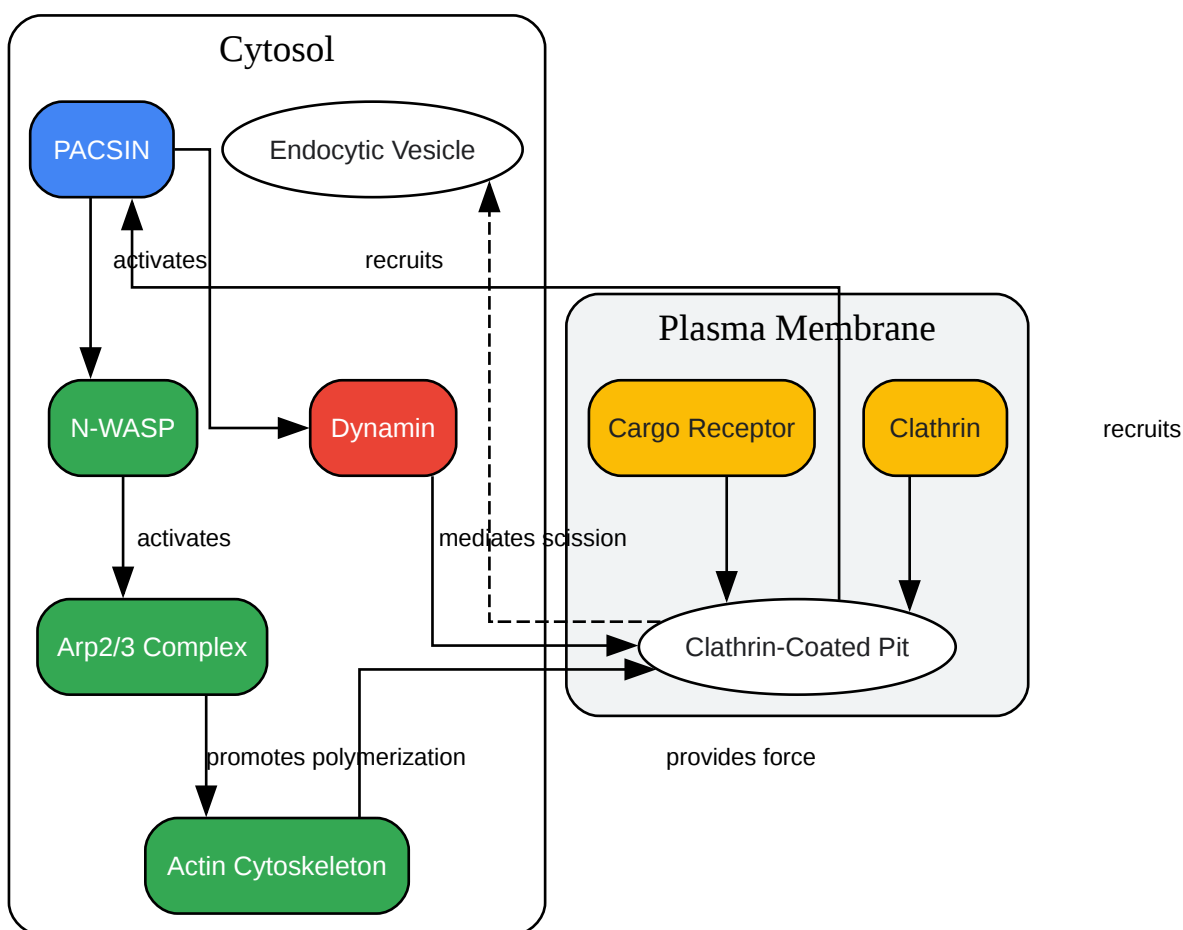 Cytosol
PACSIN
Endocytic Vesicle
activates
recruits
Plasma Membrane
N-WASP
Dynamin
Cargo Receptor
Clathrin
recruits
activates
mediates scission
Arp2/3 Complex
Clathrin-Coated Pit
promotes polymerization
provides force
Actin Cytoskeleton